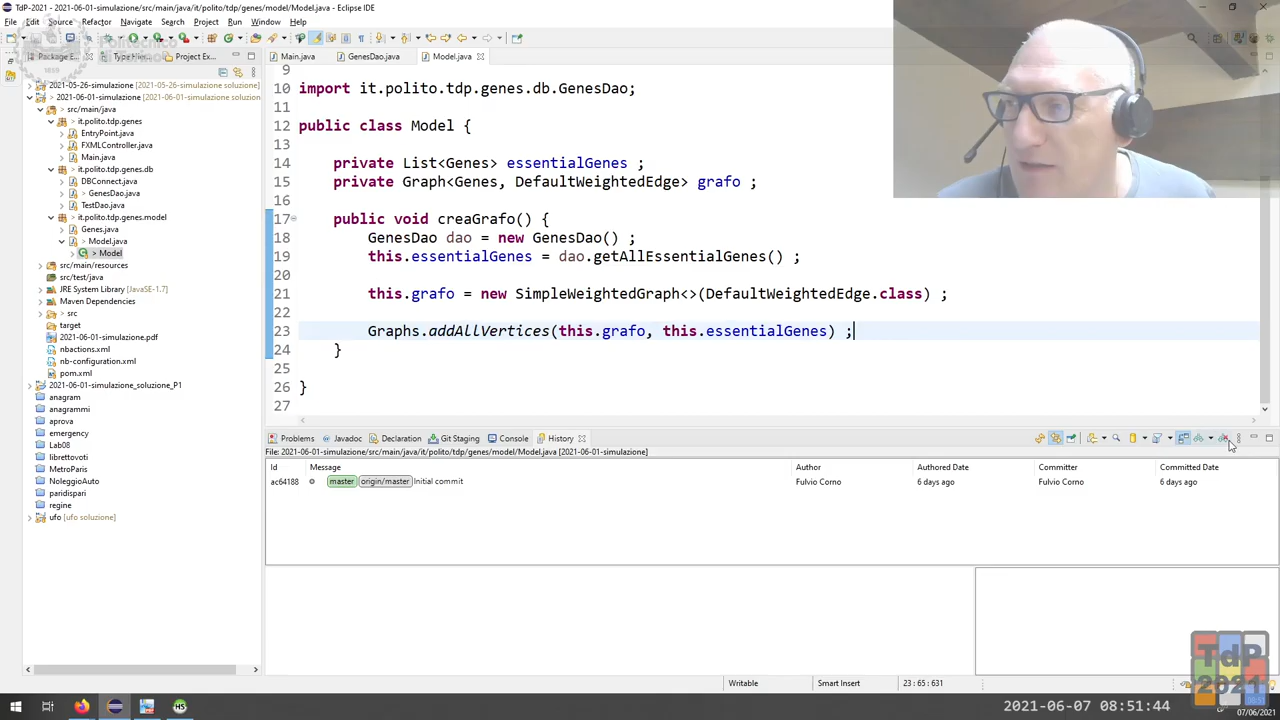 TdP-2021 - 2021-06-01-simulazione/src/main/java/it/polito/tdp/genes/model/Model.java - Eclipse IDE
File Edit Source Refactor Navigate Search Project Run Window Help
Type Hier... Project Ex...
Main.java GenesDao.java Model.java
2021-05-26-simulazione [2021-05-26-simulazione soluzione]
> 2021-06-01-simulazione [2021-06-01-simulazione soluzion
> src/main/java
> it.polito.tdp.genes
EntryPoint.java
FXMLController.java
Main.java
> it.polito.tdp.genes.db
DBConnect.java
> GenesDao.java
TestDao.java
> it.polito.tdp.genes.model
Genes.java
> Model.java
> Model
src/main/resources
src/test/java
JRE System Library [JavaSE-1.7]
Maven Dependencies
> src
target
2021-06-01-simulazione.pdf
nbactions.xml
nb-configuration.xml
pom.xml
2021-06-01-simulazione_soluzione_P1
anagram
anagrammi
aprova
emergency
Lab08
librettovoti
MetroParis
NoleggioAuto
paridispari
regine
ufo [ufo soluzione]
9
10 import it.polito.tdp.genes.db.GenesDao;
11
12 public class Model {
13
14 private List<Genes> essentialGenes ;
15 private Graph<Genes, DefaultWeightedEdge> grafo ;
16
17 public void creaGrafo() {
18 GenesDao dao = new GenesDao() ;
19 this.essentialGenes = dao.getAllEssentialGenes() ;
20
21 this.grafo = new SimpleWeightedGraph<>(DefaultWeightedEdge.class) ;
22
23 Graphs.addAllVertices(this.grafo, this.essentialGenes) ;
24 }
25
26 }
27
Problems Javadoc Declaration Git Staging Console History
File: 2021-06-01-simulazione/src/main/java/it/polito/tdp/genes/model/Model.java [2021-06-01-simulazione]
Id Message Author Authored Date Committer Committed Date
ac64188 master origin/master Initial commit Fulvio Corno 6 days ago Fulvio Corno 6 days ago
Writable Smart Insert 23 : 65 : 631
TdP
2021
2021-06-07 08:51:44
07/06/2021